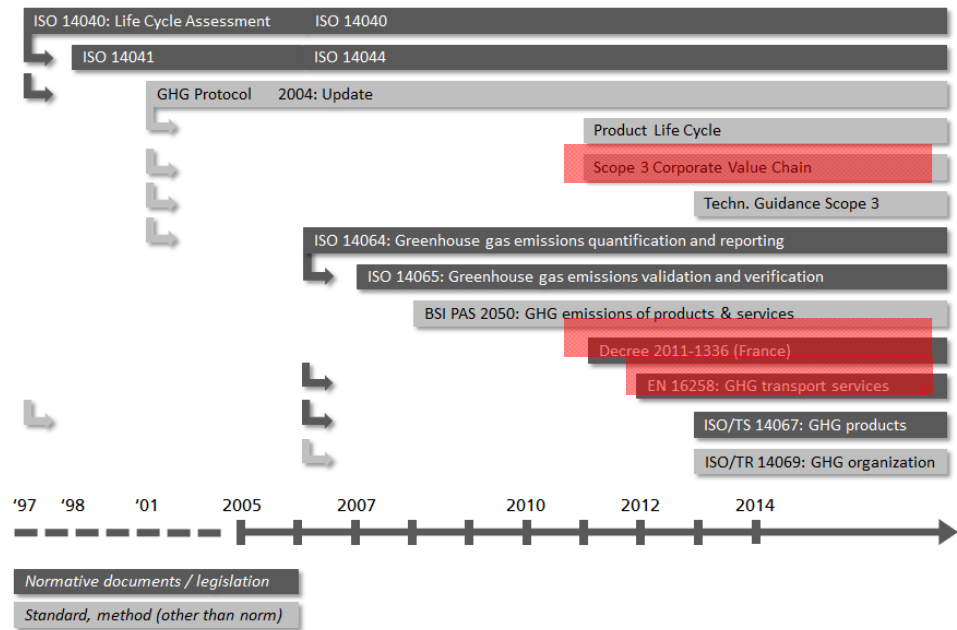 ISO 14040: Life Cycle Assessment ISO 14040
ISO 14041 ISO 14044
GHG Protocol 2004: Update
Product Life Cycle
Scope 3 Corporate Value Chain
Techn. Guidance Scope 3
ISO 14064: Greenhouse gas emissions quantification and reporting
ISO 14065: Greenhouse gas emissions validation and verification
BSI PAS 2050: GHG emissions of products & services
Decree 2011-1336 (France)
EN 16258: GHG transport services
ISO/TS 14067: GHG products
ISO/TR 14069: GHG organization
'97 '98 '01 2005 2007 2010 2012 2014
Normative documents / legislation
Standard, method (other than norm)